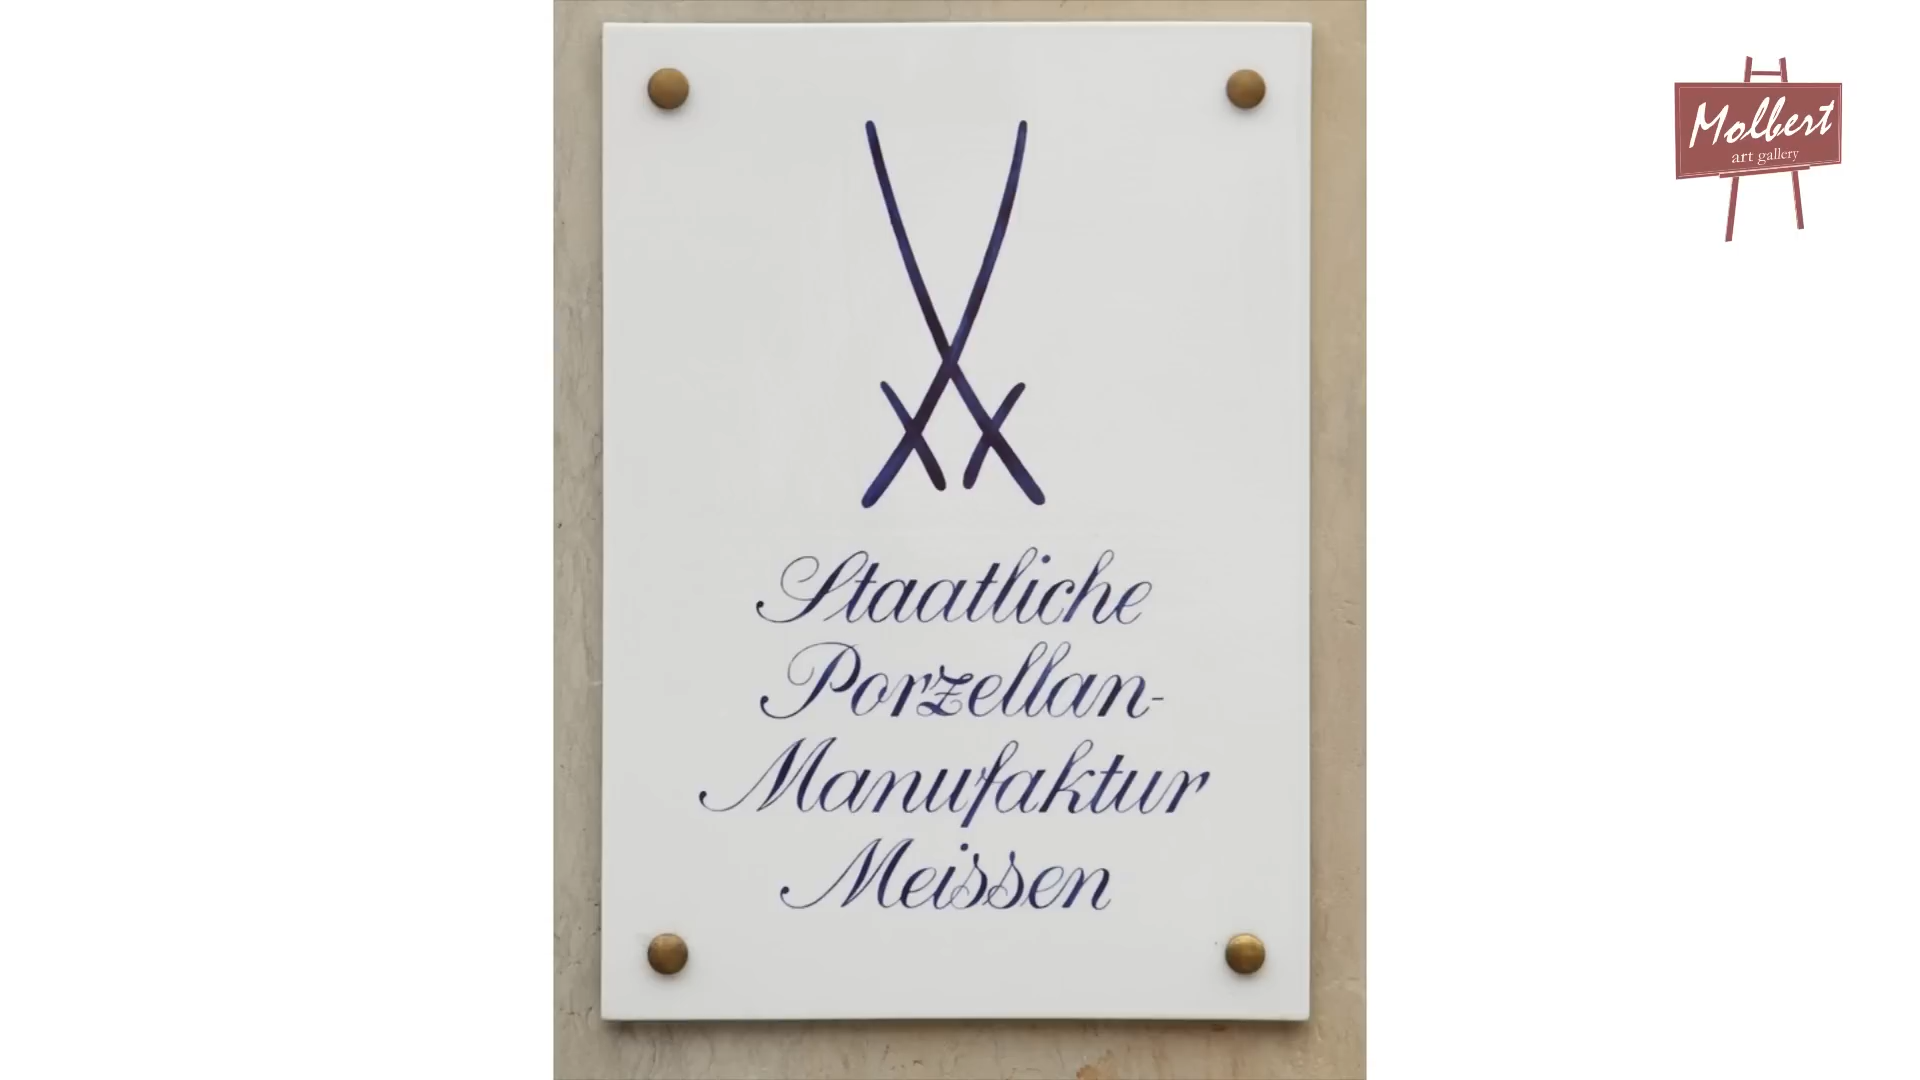 Staatliche
Porzellan-
Manufaktur
Meissen
Molbert
art gallery